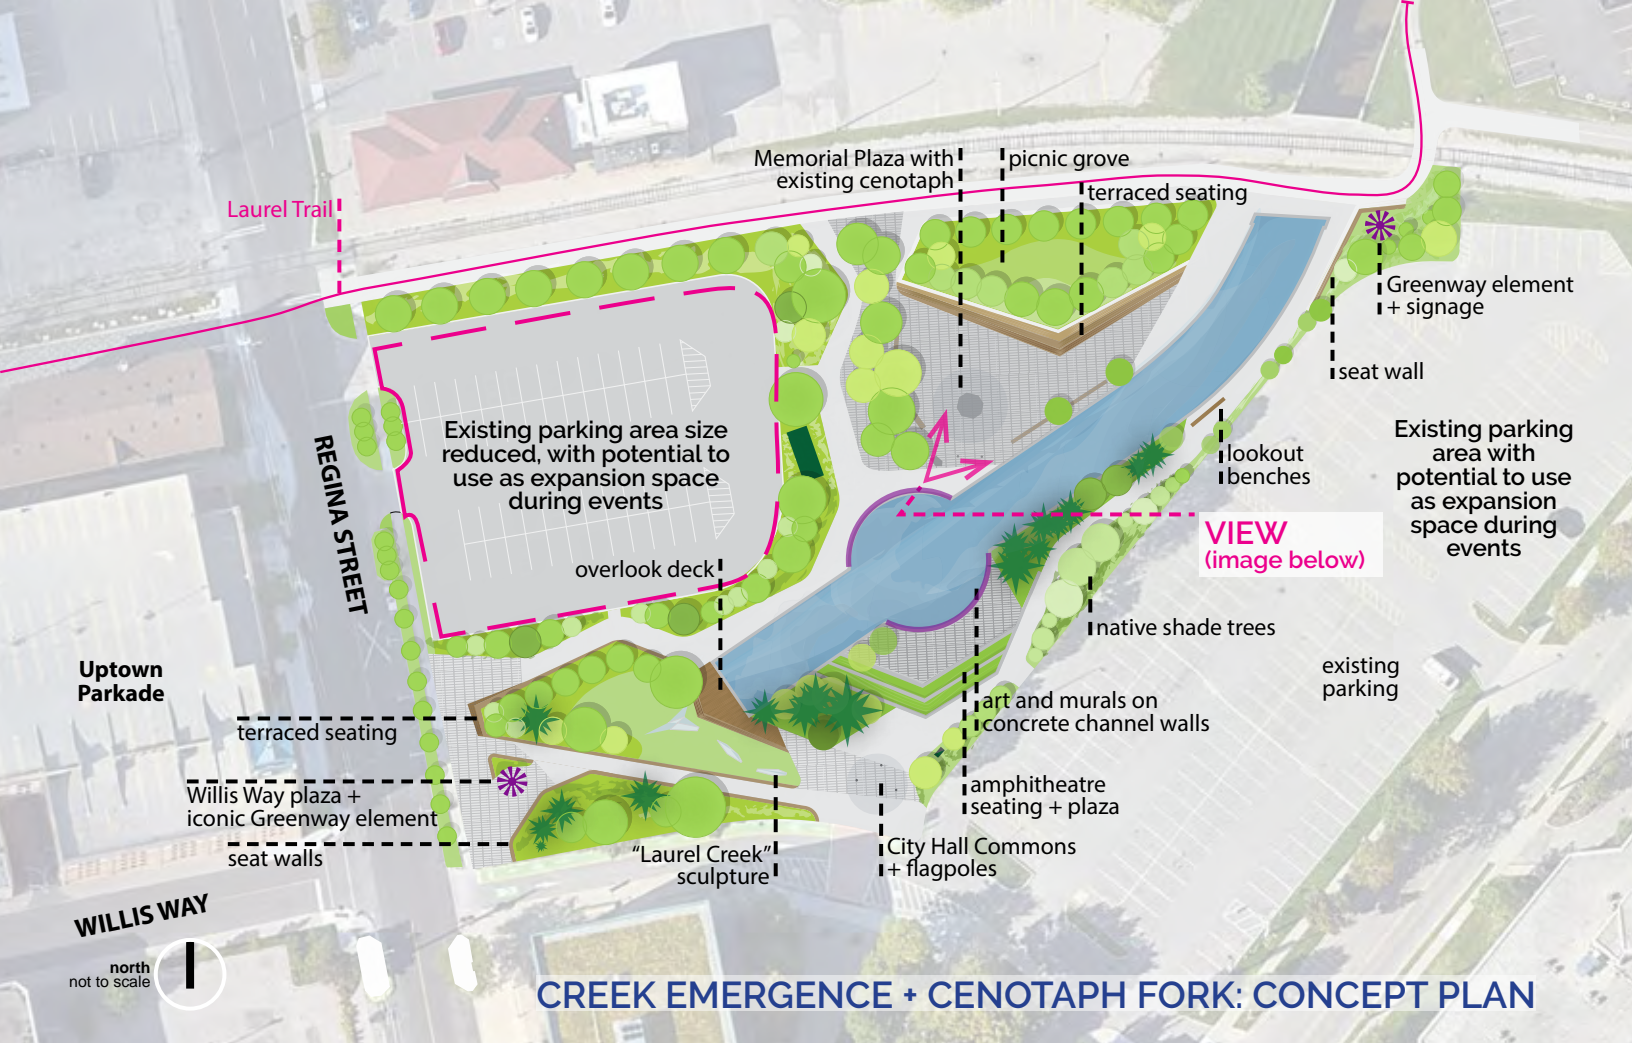 Memorial Plaza with
existing cenotaph
picnic grove
terraced seating
Laurel Trail
Greenway element
+ signage
seat wall
Existing parking area size
reduced, with potential to
use as expansion space
during events
REGINA STREET
lookout
benches
Existing parking
area with
potential to use
as expansion
space during
events
VIEW
(image below)
overlook deck
native shade trees
Uptown
Parkade
existing
parking
art and murals on
concrete channel walls
terraced seating
amphitheatre
seating + plaza
Willis Way plaza +
iconic Greenway element
seat walls
"Laurel Creek"
sculpture
City Hall Commons
+ flagpoles
WILLIS WAY
north
not to scale
CREEK EMERGENCE + CENOTAPH FORK: CONCEPT PLAN